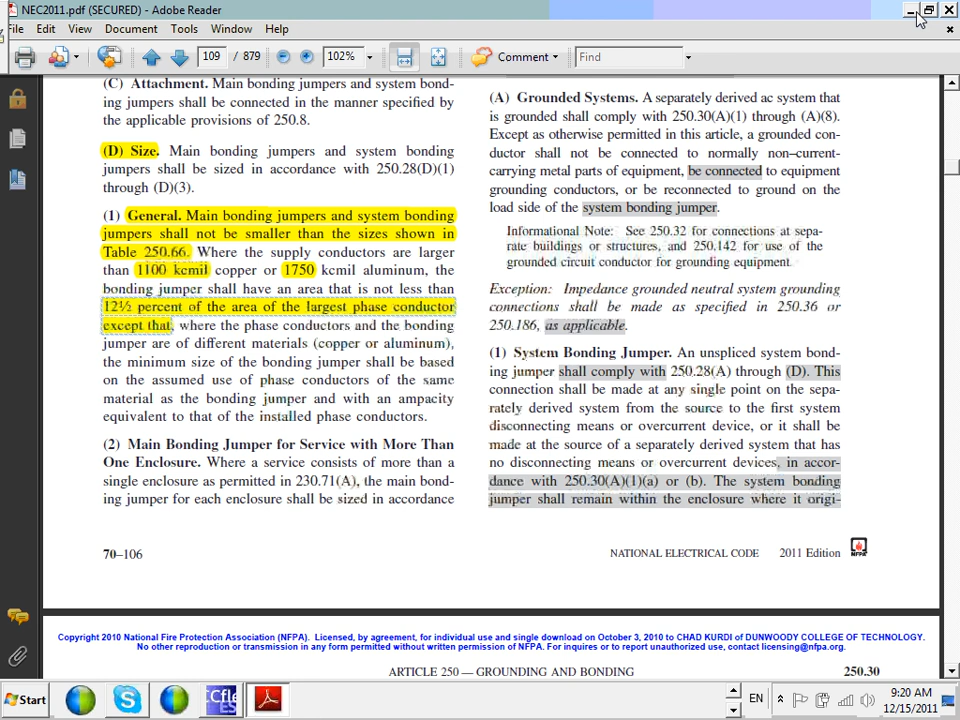 NEC2011.pdf (SECURED) - Adobe Reader
File Edit View Document Tools Window Help
109 / 879 102% Comment Find
(C) Attachment. Main bonding jumpers and system bond-
ing jumpers shall be connected in the manner specified by
the applicable provisions of 250.8.
(D) Size. Main bonding jumpers and system bonding
jumpers shall be sized in accordance with 250.28(D)(1)
through (D)(3).
(1) General. Main bonding jumpers and system bonding
jumpers shall not be smaller than the sizes shown in
Table 250.66. Where the supply conductors are larger
than 1100 kcmil copper or 1750 kcmil aluminum, the
bonding jumper shall have an area that is not less than
12½ percent of the area of the largest phase conductor
except that, where the phase conductors and the bonding
jumper are of different materials (copper or aluminum),
the minimum size of the bonding jumper shall be based
on the assumed use of phase conductors of the same
material as the bonding jumper and with an ampacity
equivalent to that of the installed phase conductors.
(2) Main Bonding Jumper for Service with More Than
One Enclosure. Where a service consists of more than a
single enclosure as permitted in 230.71(A), the main bond-
ing jumper for each enclosure shall be sized in accordance
(A) Grounded Systems. A separately derived ac system that
is grounded shall comply with 250.30(A)(1) through (A)(8).
Except as otherwise permitted in this article, a grounded con-
ductor shall not be connected to normally non–current-
carrying metal parts of equipment, be connected to equipment
grounding conductors, or be reconnected to ground on the
load side of the system bonding jumper.
Informational Note: See 250.32 for connections at sepa-
rate buildings or structures, and 250.142 for use of the
grounded circuit conductor for grounding equipment.
Exception: Impedance grounded neutral system grounding
connections shall be made as specified in 250.36 or
250.186, as applicable.
(1) System Bonding Jumper. An unspliced system bond-
ing jumper shall comply with 250.28(A) through (D). This
connection shall be made at any single point on the sepa-
rately derived system from the source to the first system
disconnecting means or overcurrent device, or it shall be
made at the source of a separately derived system that has
no disconnecting means or overcurrent devices, in accor-
dance with 250.30(A)(1)(a) or (b). The system bonding
jumper shall remain within the enclosure where it origi-
70–106 NATIONAL ELECTRICAL CODE 2011 Edition
Copyright 2010 National Fire Protection Association (NFPA). Licensed, by agreement, for individual use and single download on October 3, 2010 to CHAD KURDI of DUNWOODY COLLEGE OF TECHNOLOGY.
No other reproduction or transmission in any form permitted without written permission of NFPA. For inquires or to report unauthorized use, contact licensing@nfpa.org.
ARTICLE 250 — GROUNDING AND BONDING 250.30
Start
EN
9:20 AM
12/15/2011